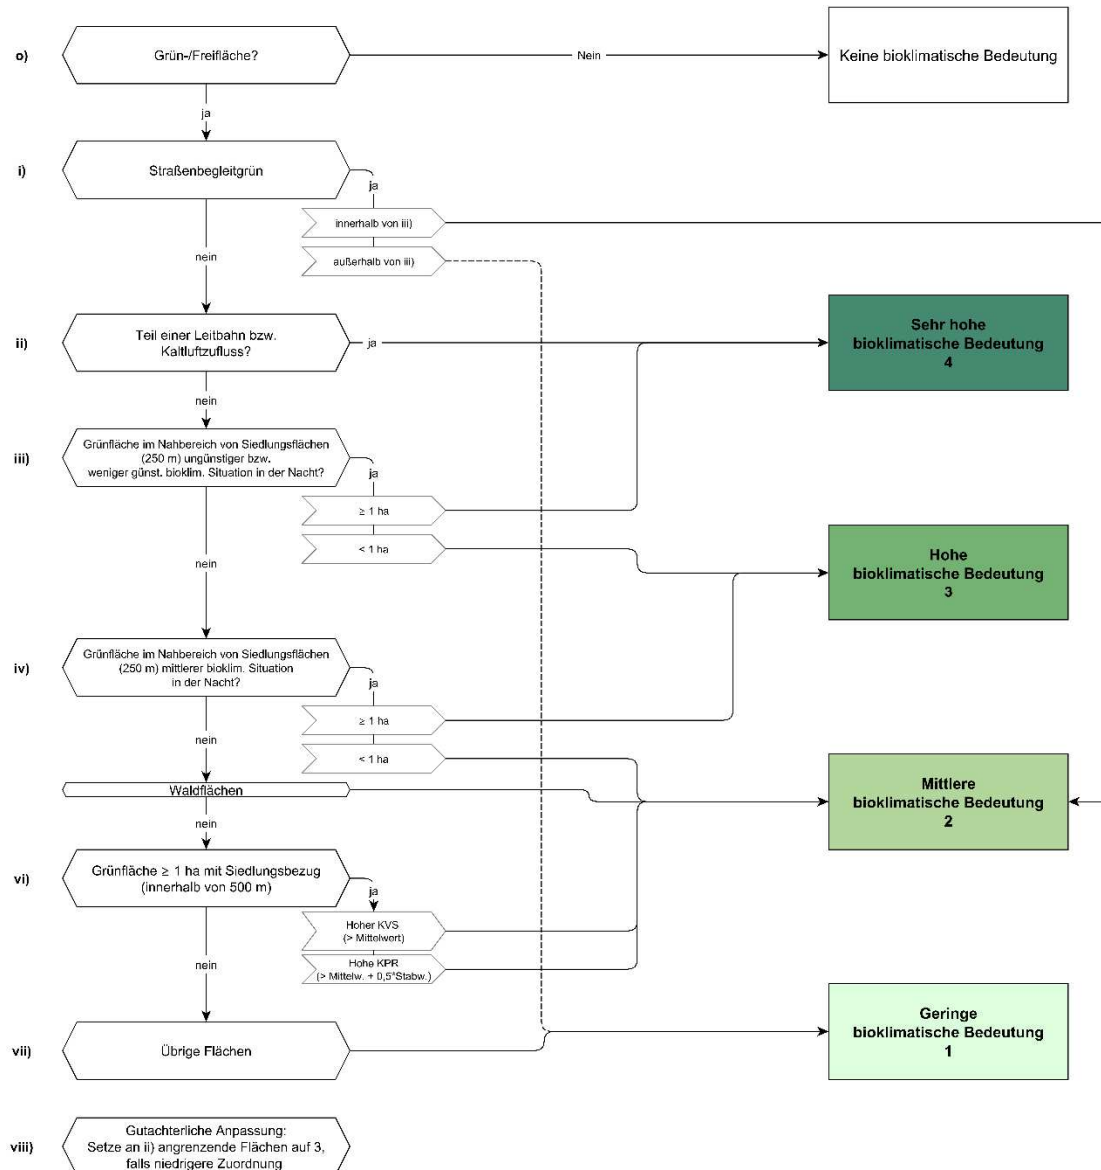 o)
Grün-/Freifläche?
Nein
Keine bioklimatische Bedeutung
ja
i)
Straßenbegleitgrün
ja
innerhalb von iii)
nein
außerhalb von iii)
ii)
Teil einer Leitbahn bzw.
Kaltluftzufluss?
ja
Sehr hohe
bioklimatische Bedeutung
4
nein
iii)
Grünfläche im Nahbereich von Siedlungsflächen
(250 m) ungünstiger bzw.
weniger günst. bioklim. Situation in der Nacht?
ja
≥ 1 ha
< 1 ha
nein
Hohe
bioklimatische Bedeutung
3
iv)
Grünfläche im Nahbereich von Siedlungsflächen
(250 m) mittlerer bioklim. Situation
in der Nacht?
ja
≥ 1 ha
nein
< 1 ha
Waldflächen
Mittlere
bioklimatische Bedeutung
2
nein
vi)
Grünfläche ≥ 1 ha mit Siedlungsbezug
(innerhalb von 500 m)
ja
Hoher KVS
(> Mittelwert)
Hohe KPR
(> Mittelw. + 0,5*Stabw.)
nein
vii)
Übrige Flächen
Geringe
bioklimatische Bedeutung
1
viii)
Gutachterliche Anpassung:
Setze an ii) angrenzende Flächen auf 3,
falls niedrigere Zuordnung